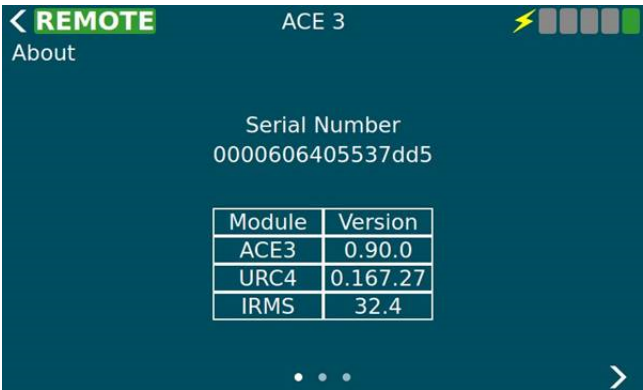 REMOTE ACE 3
About
Serial Number
0000606405537dd5
Module Version
ACE3 0.90.0
URC4 0.167.27
IRMS 32.4